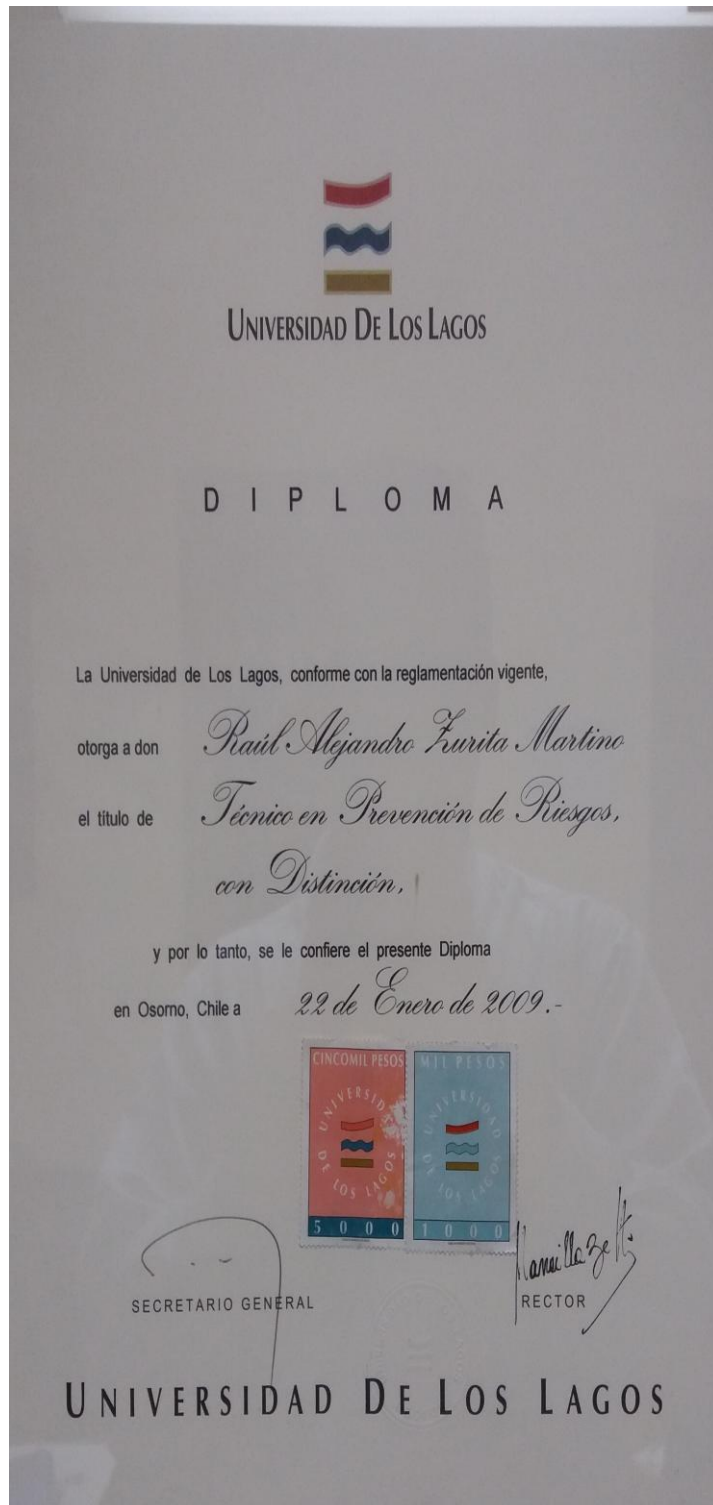 UNIVERSIDAD DE LOS LAGOS
D I P L O M A
La Universidad de Los Lagos, conforme con la reglamentación vigente,
otorga a don Raúl Alejandro Zurita Martino
el título de Técnico en Prevención de Riesgos,
con Distinción,
y por lo tanto, se le confiere el presente Diploma
en Osorno, Chile a 22 de Enero de 2009.-
CINCOMIL PESOS MIL PESOS
UNIVERSIDAD DE LOS LAGOS UNIVERSIDAD DE LOS LAGOS
5 0 0 0 1 0 0 0
SECRETARIO GENERAL RECTOR
UNIVERSIDAD DE LOS LAGOS